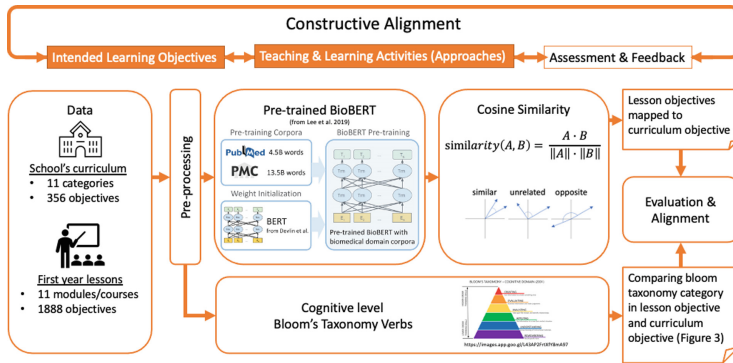 Constructive Alignment
Intended Learning Objectives
Teaching & Learning Activities (Approaches)
Assessment & Feedback
Data
School's curriculum
• 11 categories
• 356 objectives
First year lessons
• 11 modules/courses
• 1888 objectives
Pre-processing
Pre-trained BioBERT
(from Lee et al. 2019)
Pre-training Corpora
PubMed 4.5B words
PMC 13.5B words
Weight Initialization
BERT
from Devlin et al.
BioBERT Pre-training
Pre-trained BioBERT with
biomedical domain corpora
Cosine Similarity
similarity(A, B) = A · B / ‖A‖ · ‖B‖
similar unrelated opposite
Cognitive level
Bloom's Taxonomy Verbs
BLOOM'S TAXONOMY – COGNITIVE DOMAIN
Lesson objectives
mapped to
curriculum objective
Evaluation &
Alignment
Comparing bloom
taxonomy category
in lesson objective
and curriculum
objective (Figure 3)